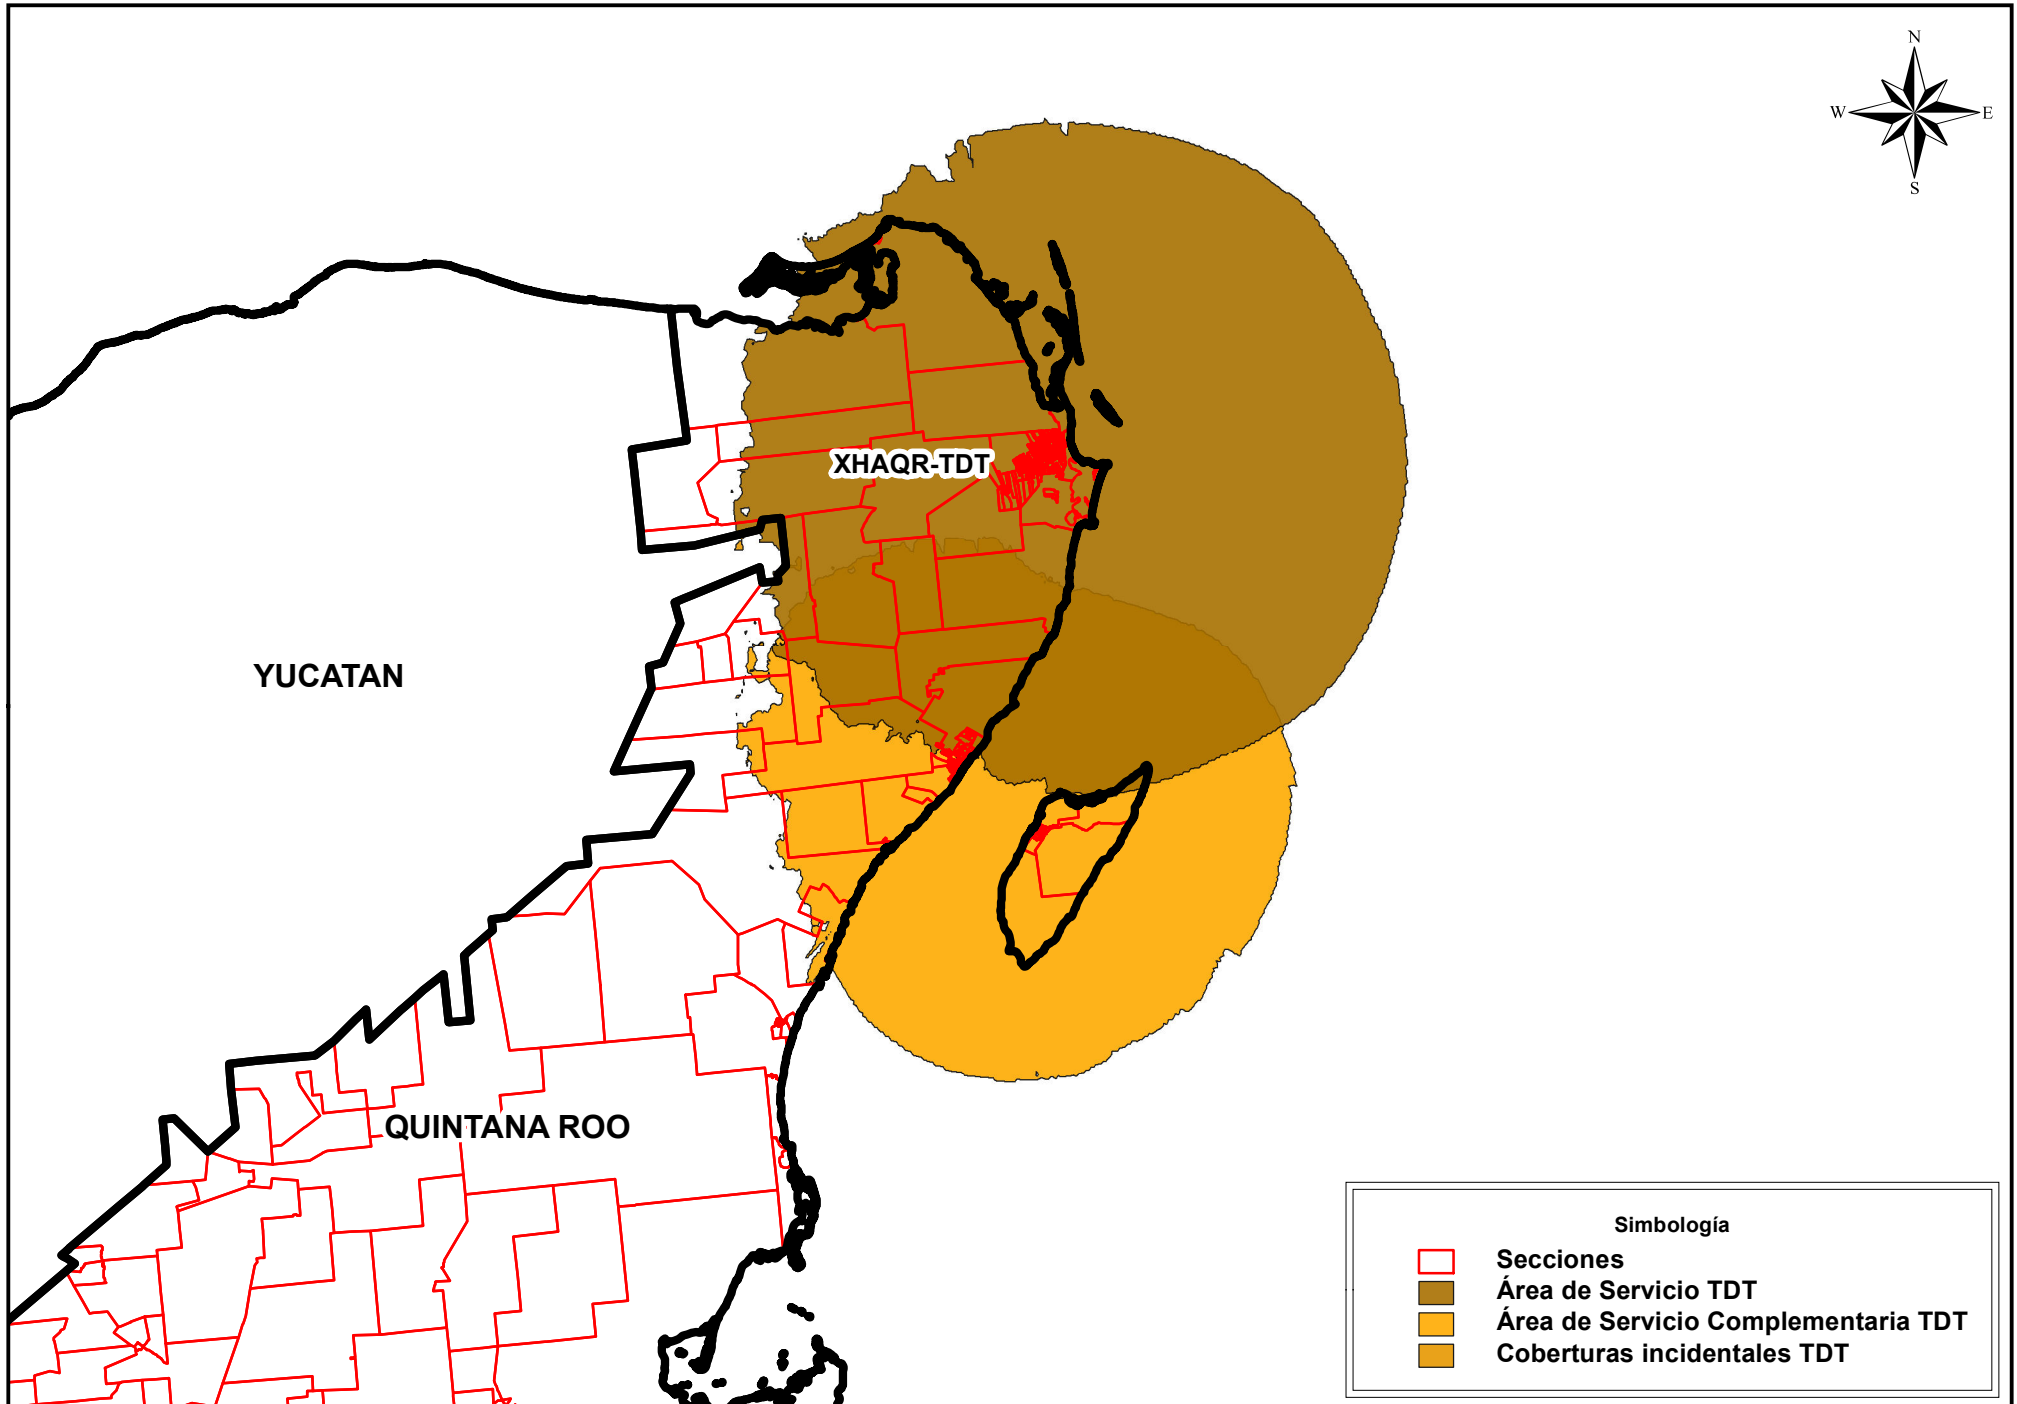 N
W E
S
XHAQR-TDT
YUCATAN
QUINTANA ROO
Simbología
Secciones
Área de Servicio TDT
Área de Servicio Complementaria TDT
Coberturas incidentales TDT